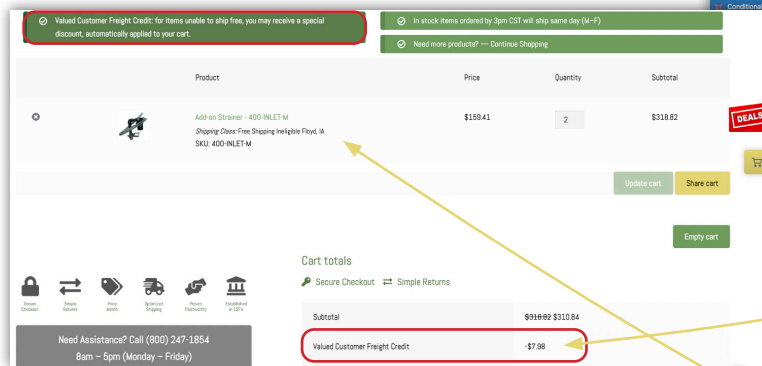 Conditional
Valued Customer Freight Credit: for items unable to ship free, you may receive a special
discount, automatically applied to your cart.
In stock items ordered by 3pm CST will ship same day (M–F)
Need more products? — Continue Shopping
Product Price Quantity Subtotal
Add-on Strainer - 400-INLET-M $159.41 2 $318.82
Shipping Class: Free Shipping Ineligible Floyd, IA
SKU: 400-INLET-M
DEALS
Update cart Share cart
Empty cart
Cart totals
Secure Checkout Simple Returns
Secure Checkout
Simple Returns
Price Match
Optimized Shipping
Proven Trustworthy
Established in 1974
Subtotal $318.82 $310.84
Valued Customer Freight Credit -$7.98
Need Assistance? Call (800) 247-1854
8am – 5pm (Monday – Friday)